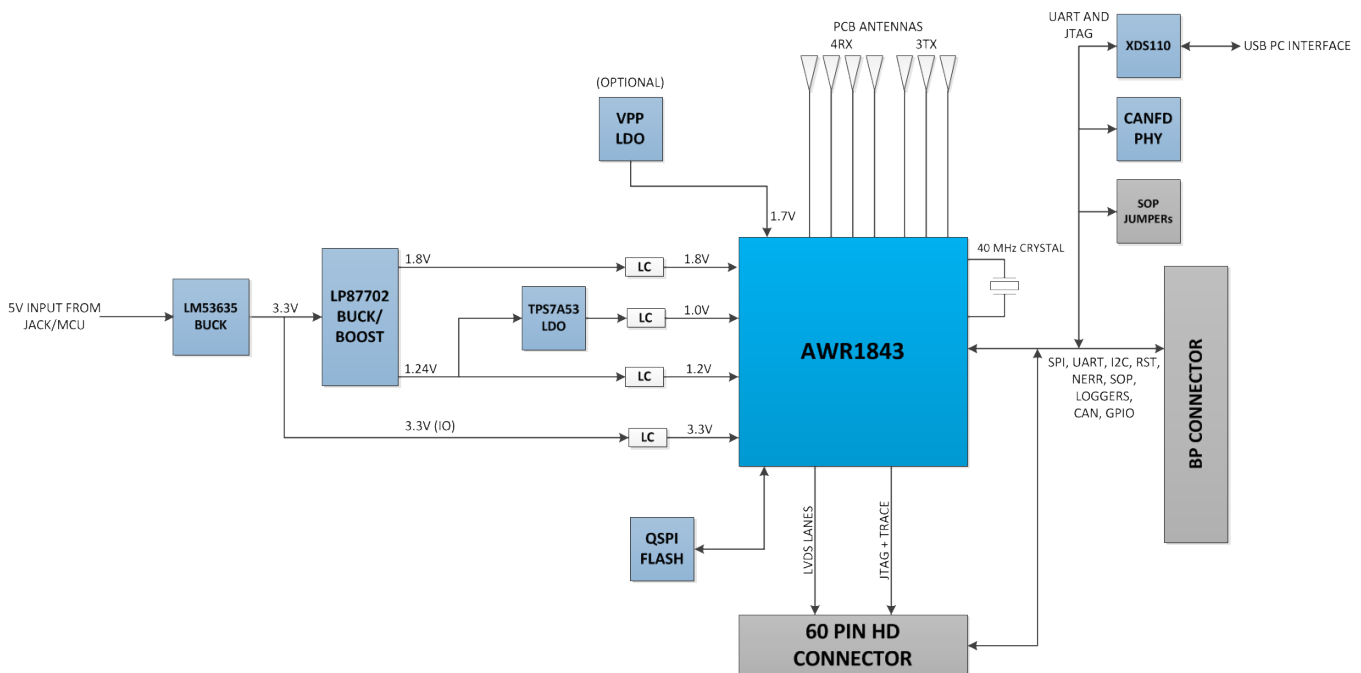 PCB ANTENNAS
4RX
3TX
UART AND
JTAG
XDS110
USB PC INTERFACE
(OPTIONAL)
VPP
LDO
CANFD
PHY
1.7V
SOP
JUMPERs
40 MHz CRYSTAL
1.8V
LC
1.8V
5V INPUT FROM
JACK/MCU
LM53635
BUCK
3.3V
LP87702
BUCK/
BOOST
TPS7A53
LDO
LC
1.0V
AWR1843
1.24V
LC
1.2V
SPI, UART, I2C, RST,
NERR, SOP,
LOGGERS,
CAN, GPIO
BP CONNECTOR
3.3V (IO)
LC
3.3V
QSPI
FLASH
LVDS LANES
JTAG + TRACE
60 PIN HD
CONNECTOR